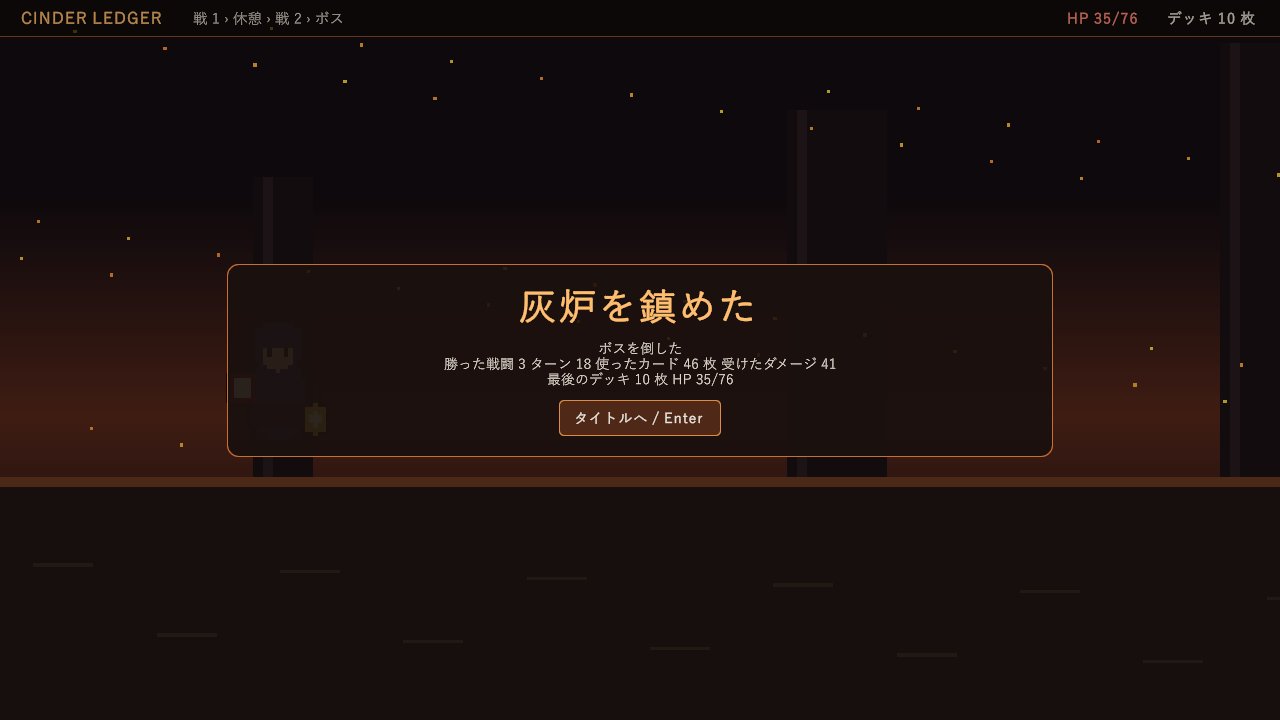 CINDER LEDGER
戦 1 › 休憩 › 戦 2 › ボス
HP 35/76
デッキ 10 枚
灰炉を鎮めた
ボスを倒した
勝った戦闘 3 ターン 18 使ったカード 46 枚 受けたダメージ 41
最後のデッキ 10 枚 HP 35/76
タイトルへ / Enter